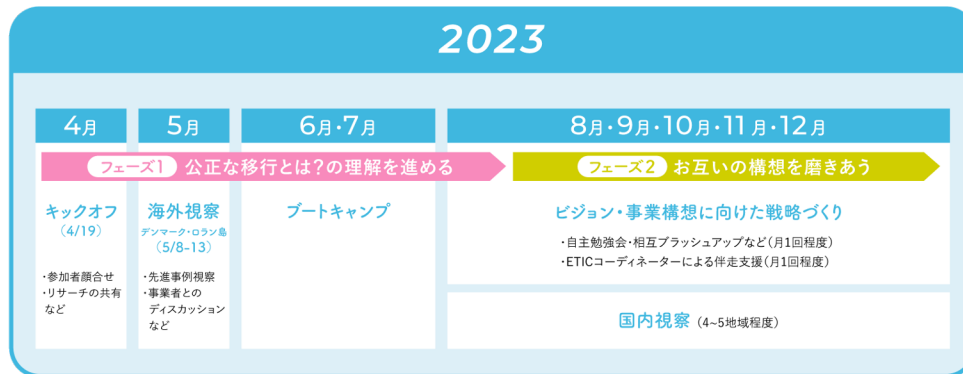 2023
4月
5月
6月・7月
8月・9月・10月・11月・12月
フェーズ1 公正な移行とは?の理解を進める
フェーズ2 お互いの構想を磨きあう
キックオフ
(4/19)
・参加者顔合せ
・リサーチの共有
など
海外視察
デンマーク・ロラン島
(5/8-13)
・先進事例視察
・事業者との
ディスカッション
など
ブートキャンプ
ビジョン・事業構想に向けた戦略づくり
・自主勉強会・相互ブラッシュアップなど(月1回程度)
・ETICコーディネーターによる伴走支援(月1回程度)
国内視察 (4~5地域程度)